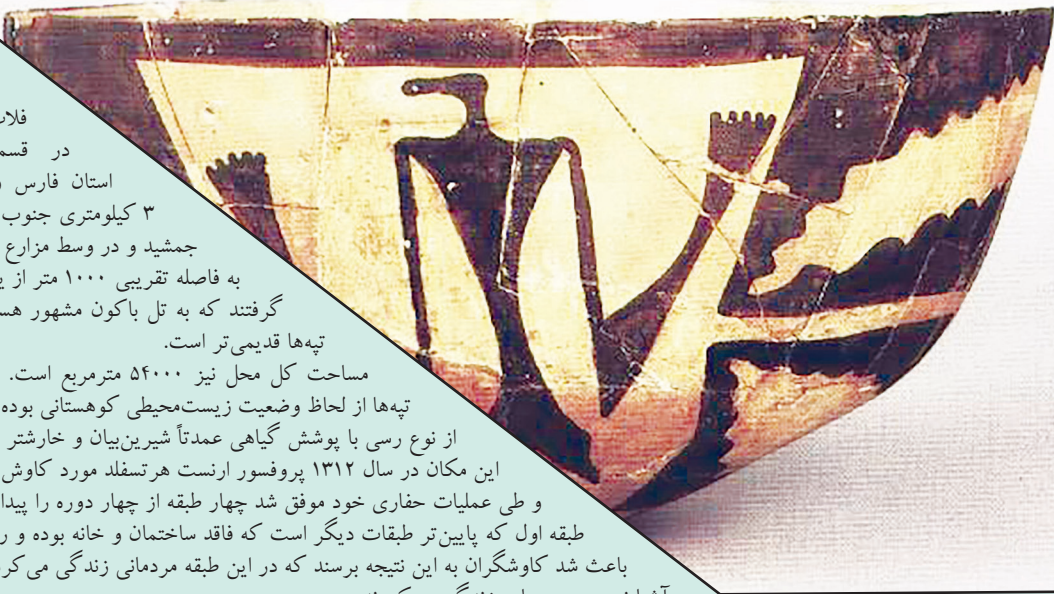 در قسم
استان فارس
۳ کیلومتری جنوب
جمشید و در وسط مزارع
به فاصله تقریبی ۱۰۰۰ متر از
گرفتند که به تل باکون مشهور
تپه‌ها قدیمی‌تر است.
مساحت کل محل نیز ۵۴۰۰۰ مترمربع است.
تپه‌ها از لحاظ وضعیت زیست‌محیطی کوهستانی بوده
از نوع رسی با پوشش گیاهی عمدتاً شیرین‌بیان و خارشتر
این مکان در سال ۱۳۱۲ پروفسور ارنست هرتسفلد مورد کاوش
و طی عملیات حفاری خود موفق شد چهار طبقه از چهار دوره را پیدا
طبقه اول که پایین‌تر طبقات دیگر است که فاقد ساختمان و خانه بوده و
باعث شد کاوشگران به این نتیجه برسند که در این طبقه مردمانی زندگی